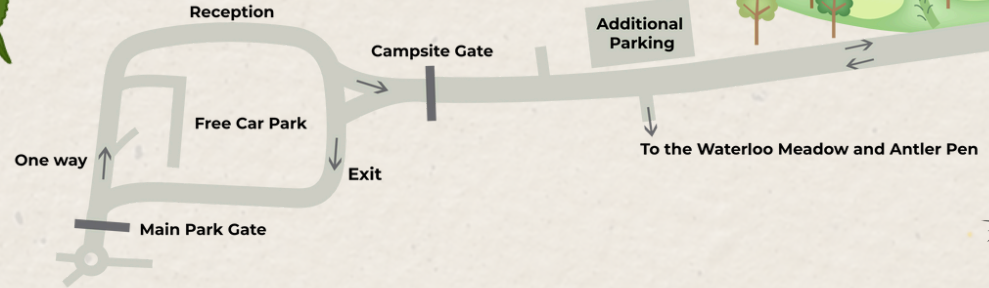 Reception
Additional
Parking
Campsite Gate
Free Car Park
To the Waterloo Meadow and Antler Pen
One way
Exit
Main Park Gate